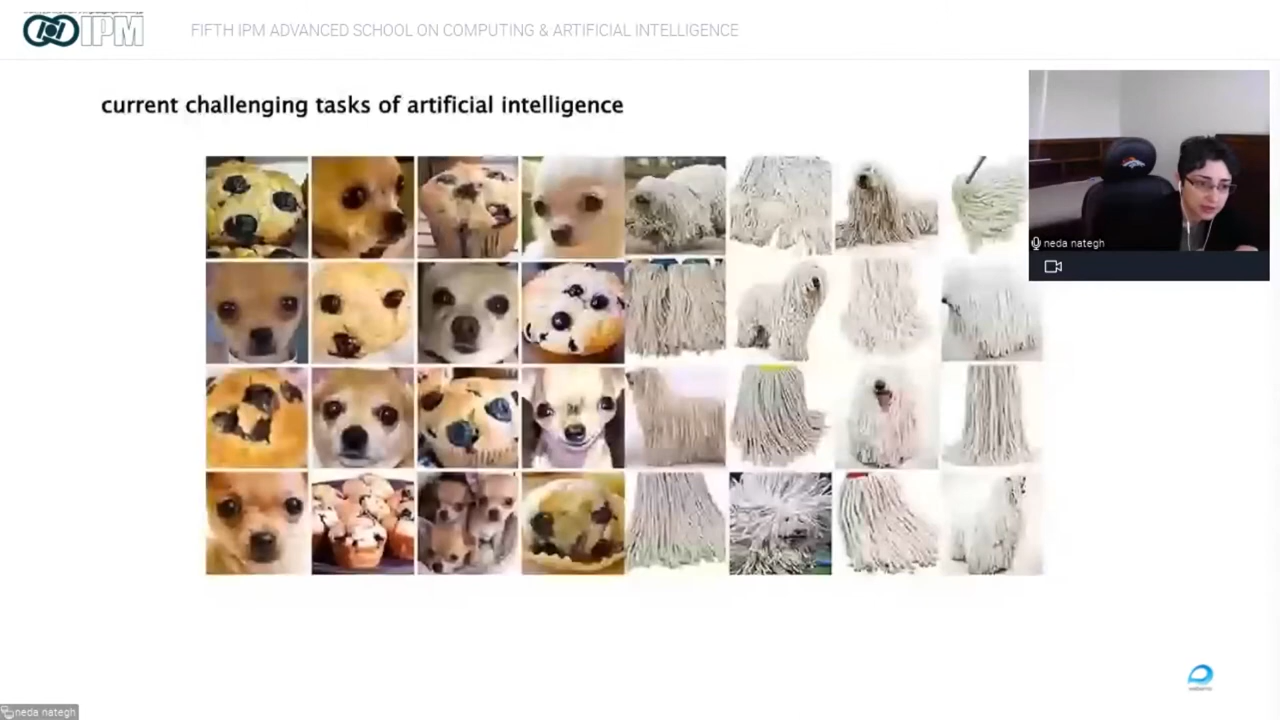 IPM
FIFTH IPM ADVANCED SCHOOL ON COMPUTING & ARTIFICIAL INTELLIGENCE
current challenging tasks of artificial intelligence
neda nategh
neda nategh